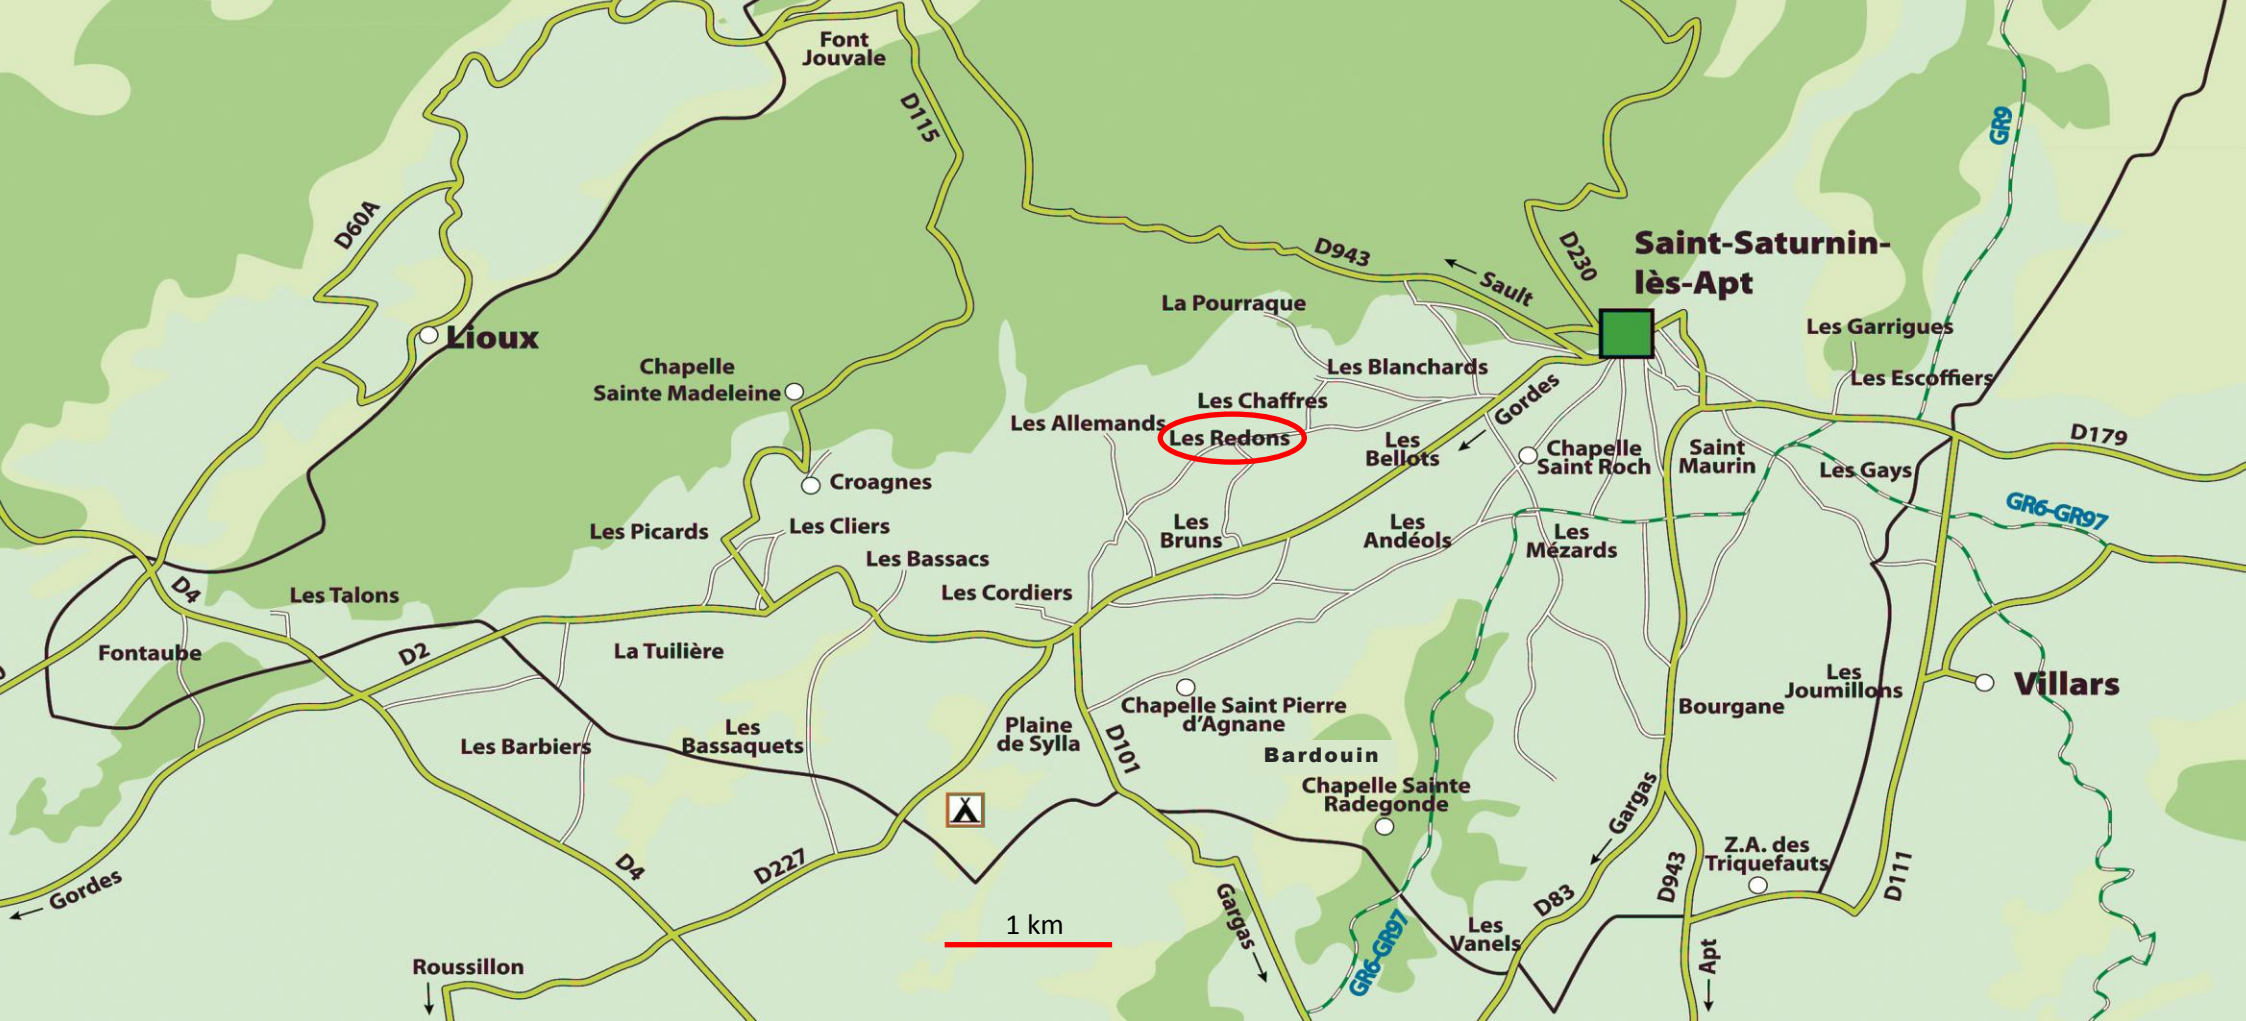 Font
Jouvale
D115
GR9
D60A
D943
Sault
D230
Saint-Saturnin-
lès-Apt
La Pourraque
Lioux
Les Garrigues
Chapelle
Sainte Madeleine
Les Blanchards
Les Escoffiers
Les Chaffres
Gordes
Les Allemands
Les Redons
Les
Bellots
Chapelle
Saint Roch
Saint
Maurin
D179
Les Gays
Croagnes
GR6-GR97
Les Picards
Les Cliers
Les
Bruns
Les
Andéols
Les
Mézards
Les Bassacs
D4
Les Talons
Les Cordiers
Fontaube
D2
La Tuilière
Les
Joumillons
Villars
Chapelle Saint Pierre
d'Agnane
Bourgane
Les Barbiers
Les
Bassaquets
Plaine
de Sylla
D101
Bardouin
Chapelle Sainte
Radegonde
Gargas
Z.A. des
Triquefauts
D4
D227
Gordes
D943
D111
D83
1 km
Gargas
GR6-GR97
Les
Vanels
Apt
Roussillon